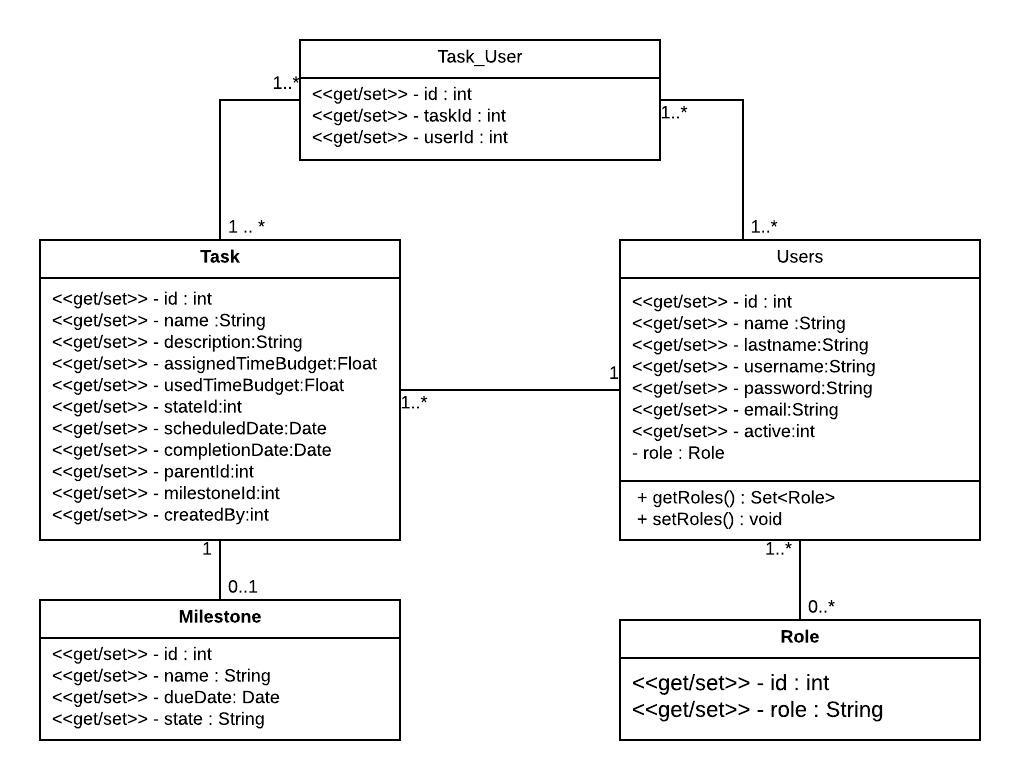 Task_User
1..*
<<get/set>> - id : int
<<get/set>> - taskId : int
<<get/set>> - userId : int
1..*
1 .. *
1..*
Task
<<get/set>> - id : int
<<get/set>> - name :String
<<get/set>> - description:String
<<get/set>> - assignedTimeBudget:Float
<<get/set>> - usedTimeBudget:Float
<<get/set>> - stateId:int
<<get/set>> - scheduledDate:Date
<<get/set>> - completionDate:Date
<<get/set>> - parentId:int
<<get/set>> - milestoneId:int
<<get/set>> - createdBy:int
1..*
1
Users
<<get/set>> - id : int
<<get/set>> - name :String
<<get/set>> - lastname:String
<<get/set>> - username:String
<<get/set>> - password:String
<<get/set>> - email:String
<<get/set>> - active:int
- role : Role
+ getRoles() : Set<Role>
+ setRoles() : void
1
0..1
Milestone
<<get/set>> - id : int
<<get/set>> - name : String
<<get/set>> - dueDate: Date
<<get/set>> - state : String
1..*
0..*
Role
<<get/set>> - id : int
<<get/set>> - role : String